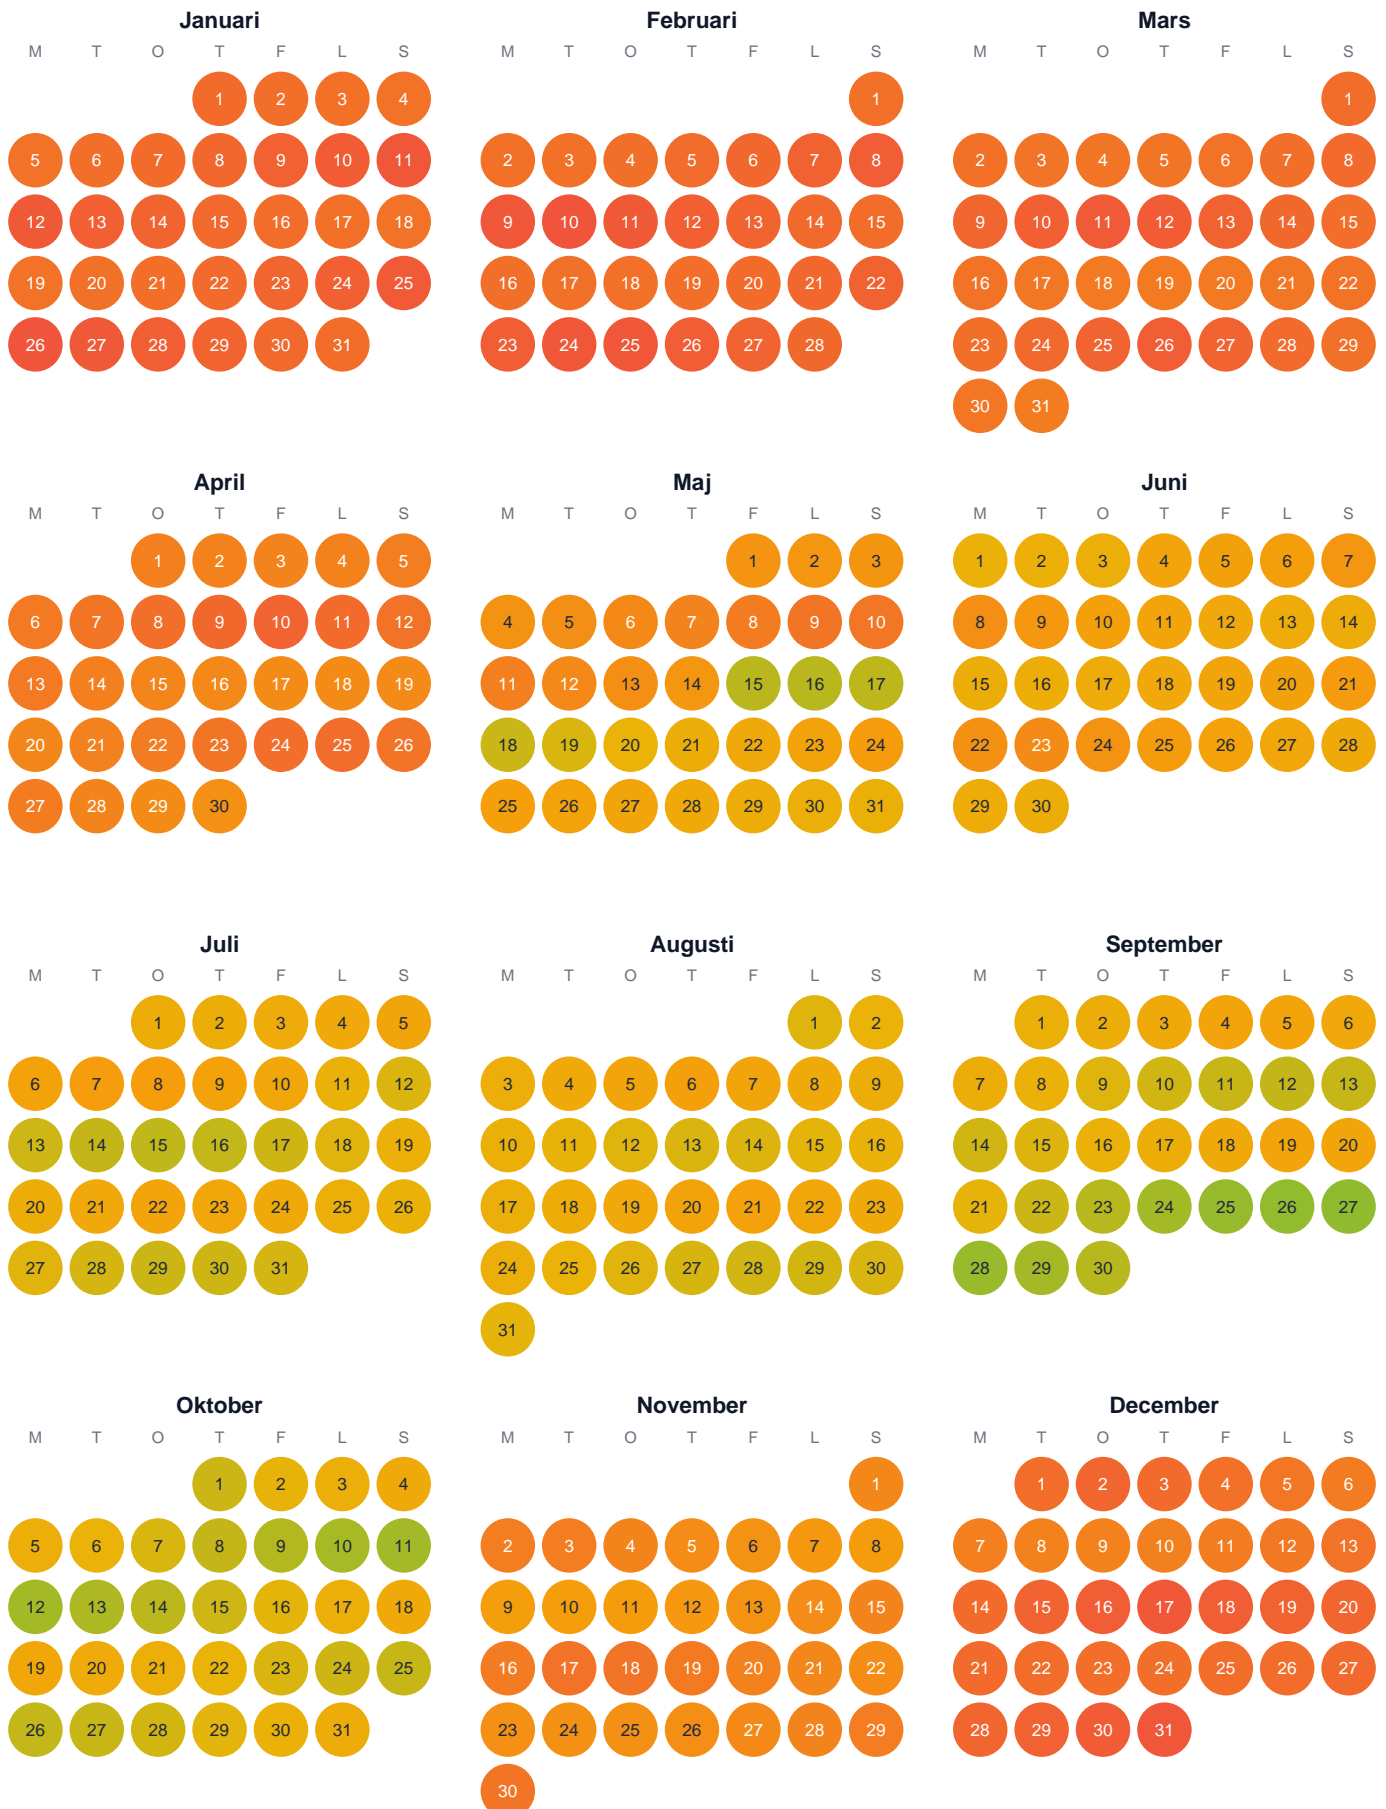 Januari Februari Mars
M T O T F L S M T O T F L S M T O T F L S
1 2 3 4 1 1
5 6 7 8 9 10 11 2 3 4 5 6 7 8 2 3 4 5 6 7 8
12 13 14 15 16 17 18 9 10 11 12 13 14 15 9 10 11 12 13 14 15
19 20 21 22 23 24 25 16 17 18 19 20 21 22 16 17 18 19 20 21 22
26 27 28 29 30 31 23 24 25 26 27 28 23 24 25 26 27 28 29
30 31
April Maj Juni
M T O T F L S M T O T F L S M T O T F L S
1 2 3 4 5 1 2 3 1 2 3 4 5 6 7
6 7 8 9 10 11 12 4 5 6 7 8 9 10 8 9 10 11 12 13 14
13 14 15 16 17 18 19 11 12 13 14 15 16 17 15 16 17 18 19 20 21
20 21 22 23 24 25 26 18 19 20 21 22 23 24 22 23 24 25 26 27 28
27 28 29 30 25 26 27 28 29 30 31 29 30
Juli Augusti September
M T O T F L S M T O T F L S M T O T F L S
1 2 3 4 5 1 2 1 2 3 4 5 6
6 7 8 9 10 11 12 3 4 5 6 7 8 9 7 8 9 10 11 12 13
13 14 15 16 17 18 19 10 11 12 13 14 15 16 14 15 16 17 18 19 20
20 21 22 23 24 25 26 17 18 19 20 21 22 23 21 22 23 24 25 26 27
27 28 29 30 31 24 25 26 27 28 29 30 28 29 30
31
Oktober November December
M T O T F L S M T O T F L S M T O T F L S
1 2 3 4 1 1 2 3 4 5 6
5 6 7 8 9 10 11 2 3 4 5 6 7 8 7 8 9 10 11 12 13
12 13 14 15 16 17 18 9 10 11 12 13 14 15 14 15 16 17 18 19 20
19 20 21 22 23 24 25 16 17 18 19 20 21 22 21 22 23 24 25 26 27
26 27 28 29 30 31 23 24 25 26 27 28 29 28 29 30 31
30